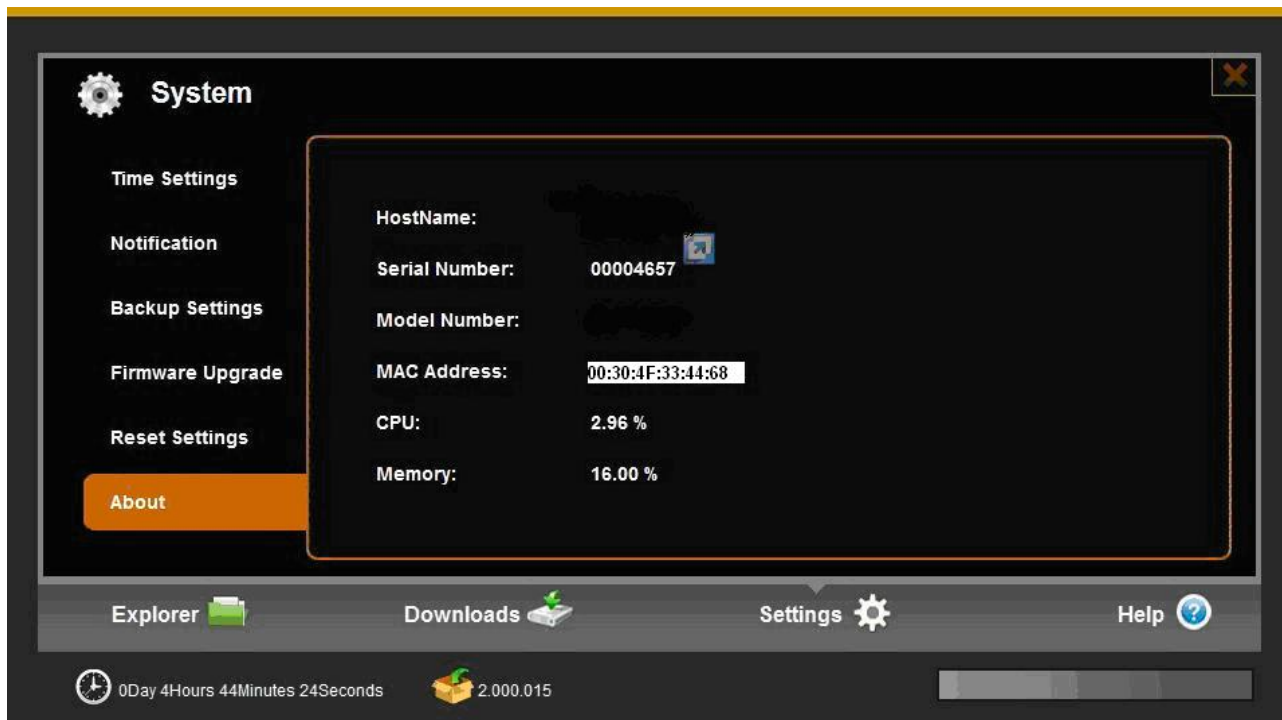 System
Time Settings
Notification
Backup Settings
Firmware Upgrade
Reset Settings
About
HostName:
Serial Number: 00004657
Model Number:
MAC Address: 00:30:4F:33:44:68
CPU: 2.96 %
Memory: 16.00 %
Explorer Downloads Settings Help
0Day 4Hours 44Minutes 24Seconds 2.000.015